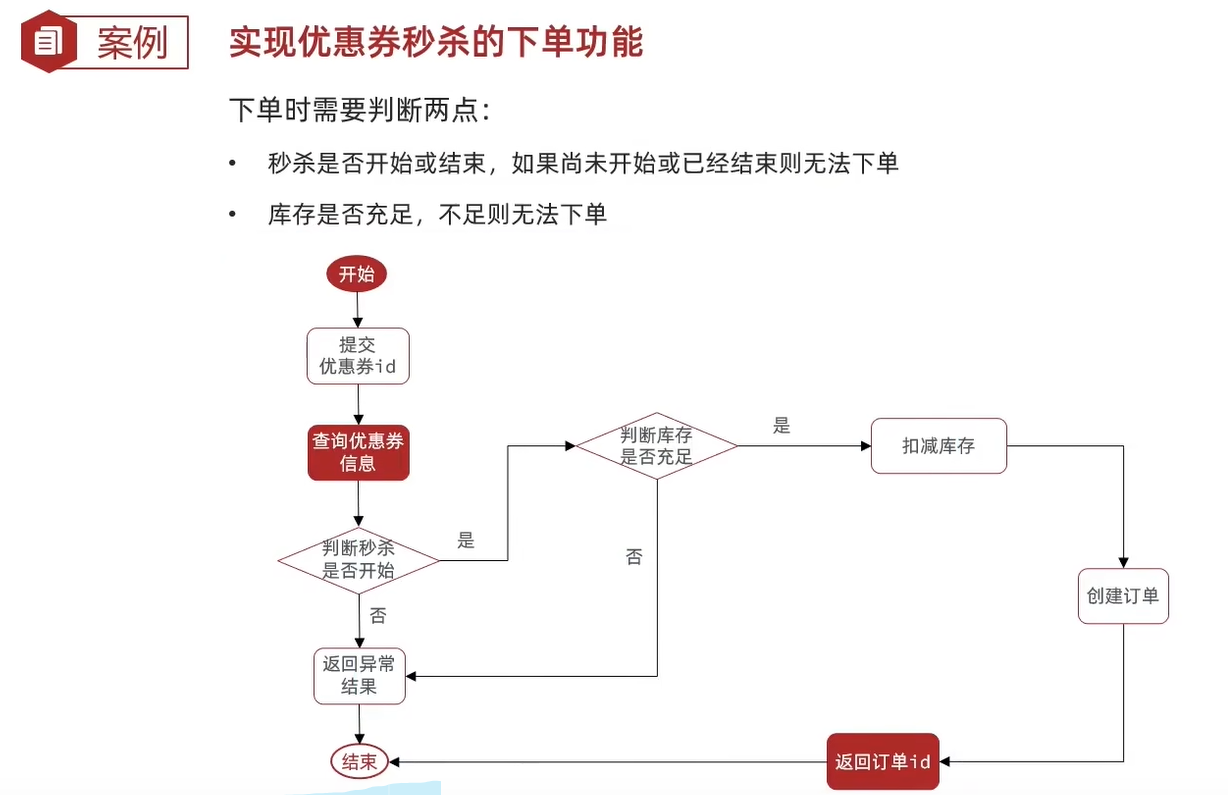 案例
实现优惠券秒杀的下单功能
下单时需要判断两点：
• 秒杀是否开始或结束，如果尚未开始或已经结束则无法下单
• 库存是否充足，不足则无法下单
开始
提交
优惠券id
查询优惠券
信息
判断秒杀
是否开始
是
否
判断库存
是否充足
是
否
扣减库存
创建订单
返回异常
结果
返回订单id
结束